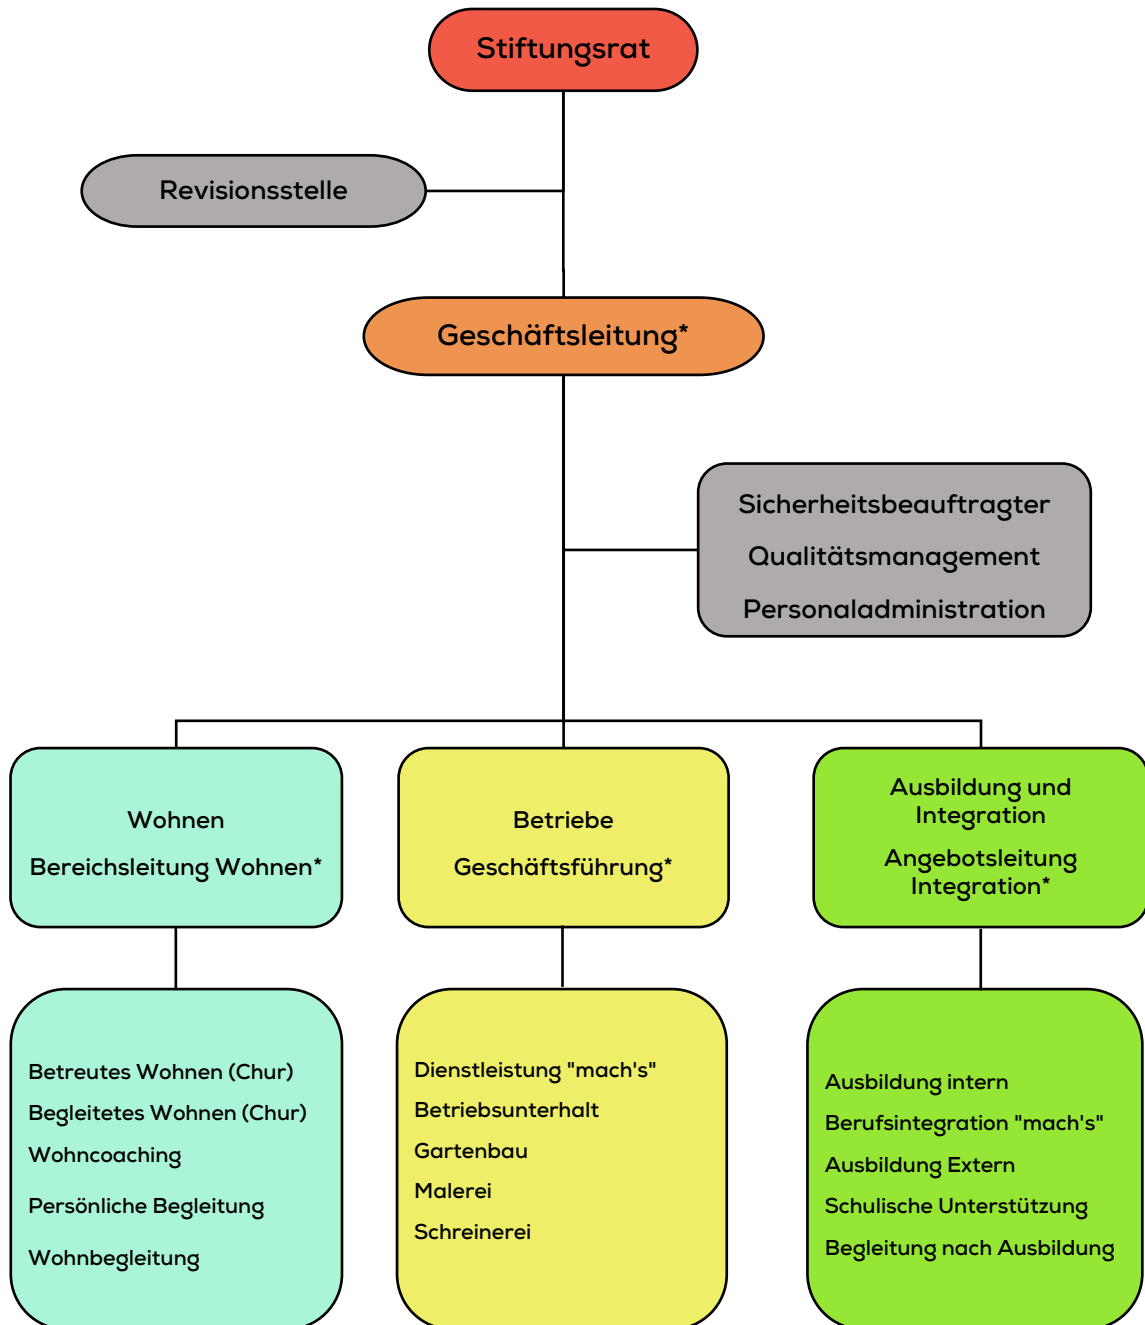 Stiftungsrat
Revisionsstelle
Geschäftsleitung*
Sicherheitsbeauftragter
Qualitätsmanagement
Personaladministration
Wohnen
Bereichsleitung Wohnen*
Betriebe
Geschäftsführung*
Ausbildung und
Integration
Angebotsleitung
Integration*
Betreutes Wohnen (Chur)
Begleitetes Wohnen (Chur)
Wohncoaching
Persönliche Begleitung
Wohnbegleitung
Dienstleistung "mach's"
Betriebsunterhalt
Gartenbau
Malerei
Schreinerei
Ausbildung intern
Berufsintegration "mach's"
Ausbildung Extern
Schulische Unterstützung
Begleitung nach Ausbildung